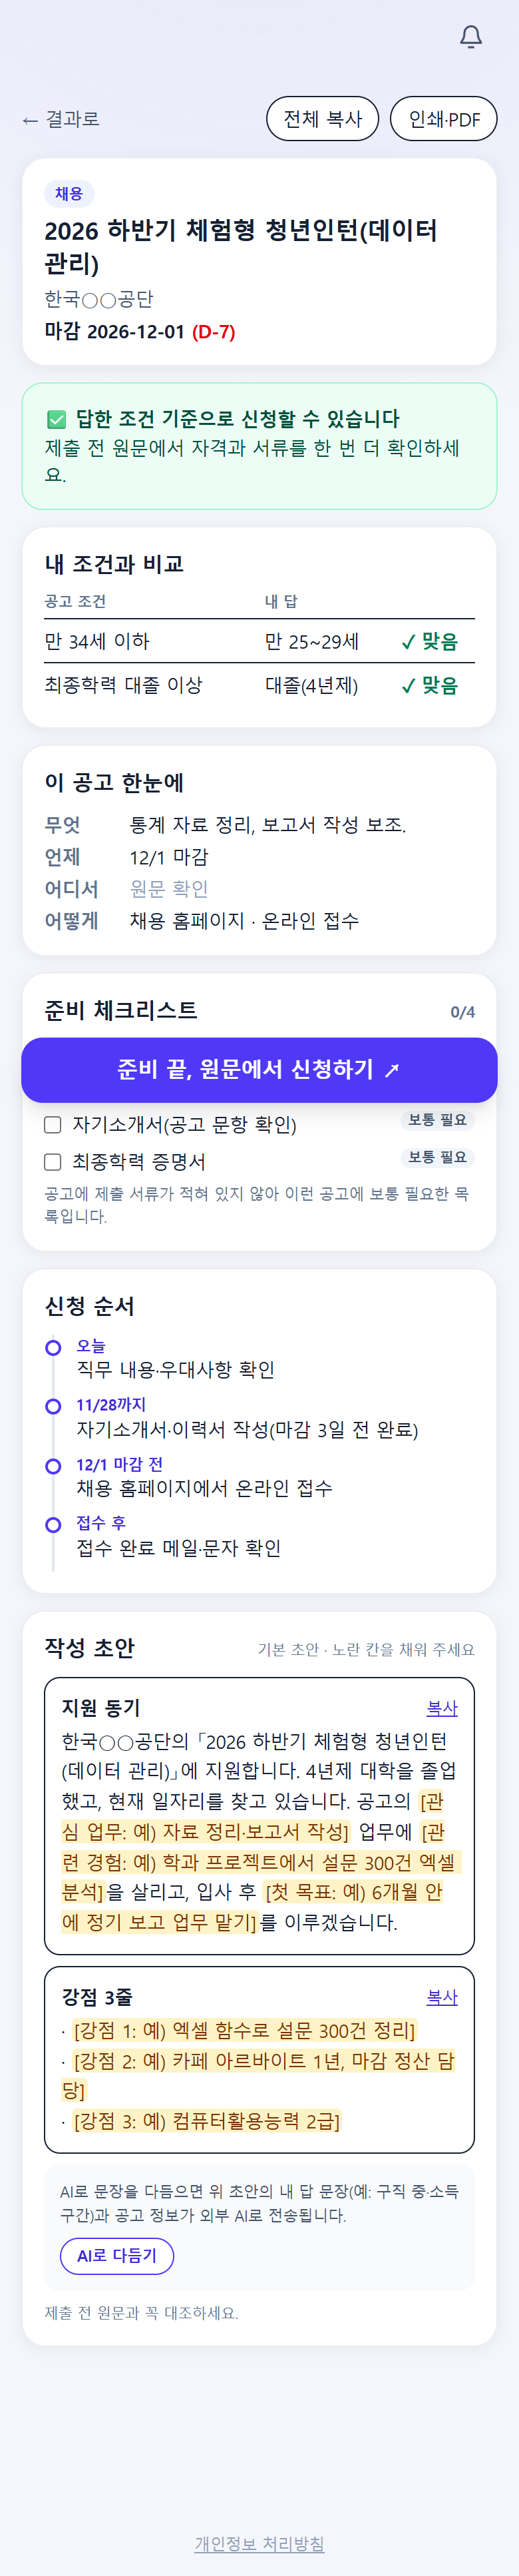 ← 결과로
전체 복사
인쇄·PDF
채용
2026 하반기 체험형 청년인턴(데이터
관리)
한국○○공단
마감 2026-12-01 (D-7)
✅ 답한 조건 기준으로 신청할 수 있습니다
제출 전 원문에서 자격과 서류를 한 번 더 확인하세
요.
내 조건과 비교
공고 조건 내 답
만 34세 이하 만 25~29세 ✓ 맞음
최종학력 대졸 이상 대졸(4년제) ✓ 맞음
이 공고 한눈에
무엇 통계 자료 정리, 보고서 작성 보조.
언제 12/1 마감
어디서 원문 확인
어떻게 채용 홈페이지 · 온라인 접수
준비 체크리스트 0/4
준비 끝, 원문에서 신청하기 ↗
자기소개서(공고 문항 확인) 보통 필요
최종학력 증명서 보통 필요
공고에 제출 서류가 적혀 있지 않아 이런 공고에 보통 필요한 목
록입니다.
신청 순서
오늘
직무 내용·우대사항 확인
11/28까지
자기소개서·이력서 작성(마감 3일 전 완료)
12/1 마감 전
채용 홈페이지에서 온라인 접수
접수 후
접수 완료 메일·문자 확인
작성 초안 기본 초안 · 노란 칸을 채워 주세요
지원 동기 복사
한국○○공단의 「2026 하반기 체험형 청년인턴
(데이터 관리)」에 지원합니다. 4년제 대학을 졸업
했고, 현재 일자리를 찾고 있습니다. 공고의 [관
심 업무: 예) 자료 정리·보고서 작성] 업무에 [관
련 경험: 예) 학과 프로젝트에서 설문 300건 엑셀
분석]을 살리고, 입사 후 [첫 목표: 예) 6개월 안
에 정기 보고 업무 맡기]를 이루겠습니다.
강점 3줄 복사
· [강점 1: 예) 엑셀 함수로 설문 300건 정리]
· [강점 2: 예) 카페 아르바이트 1년, 마감 정산 담
당]
· [강점 3: 예) 컴퓨터활용능력 2급]
AI로 문장을 다듬으면 위 초안의 내 답 문장(예: 구직 중·소득
구간)과 공고 정보가 외부 AI로 전송됩니다.
AI로 다듬기
제출 전 원문과 꼭 대조하세요.
개인정보 처리방침